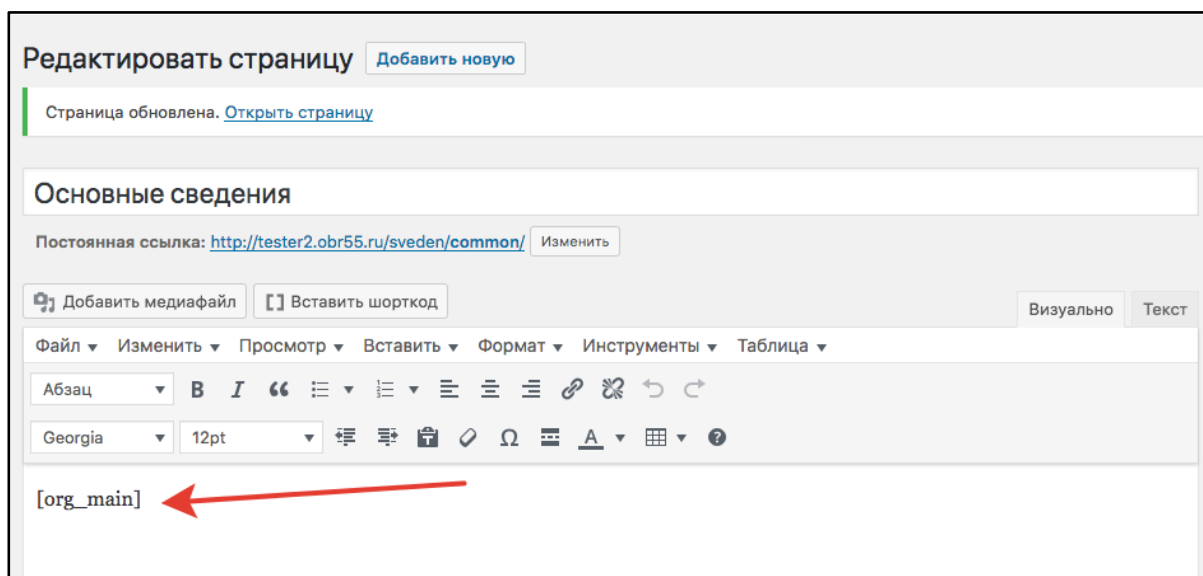 Редактировать страницу Добавить новую
Страница обновлена. Открыть страницу
Основные сведения
Постоянная ссылка: http://tester2.obr55.ru/sveden/common/ Изменить
Добавить медиафайл [ ] Вставить шорткод Визуально Текст
Файл Изменить Просмотр Вставить Формат Инструменты Таблица
Абзац B I
Georgia 12pt Ω A
[org_main]